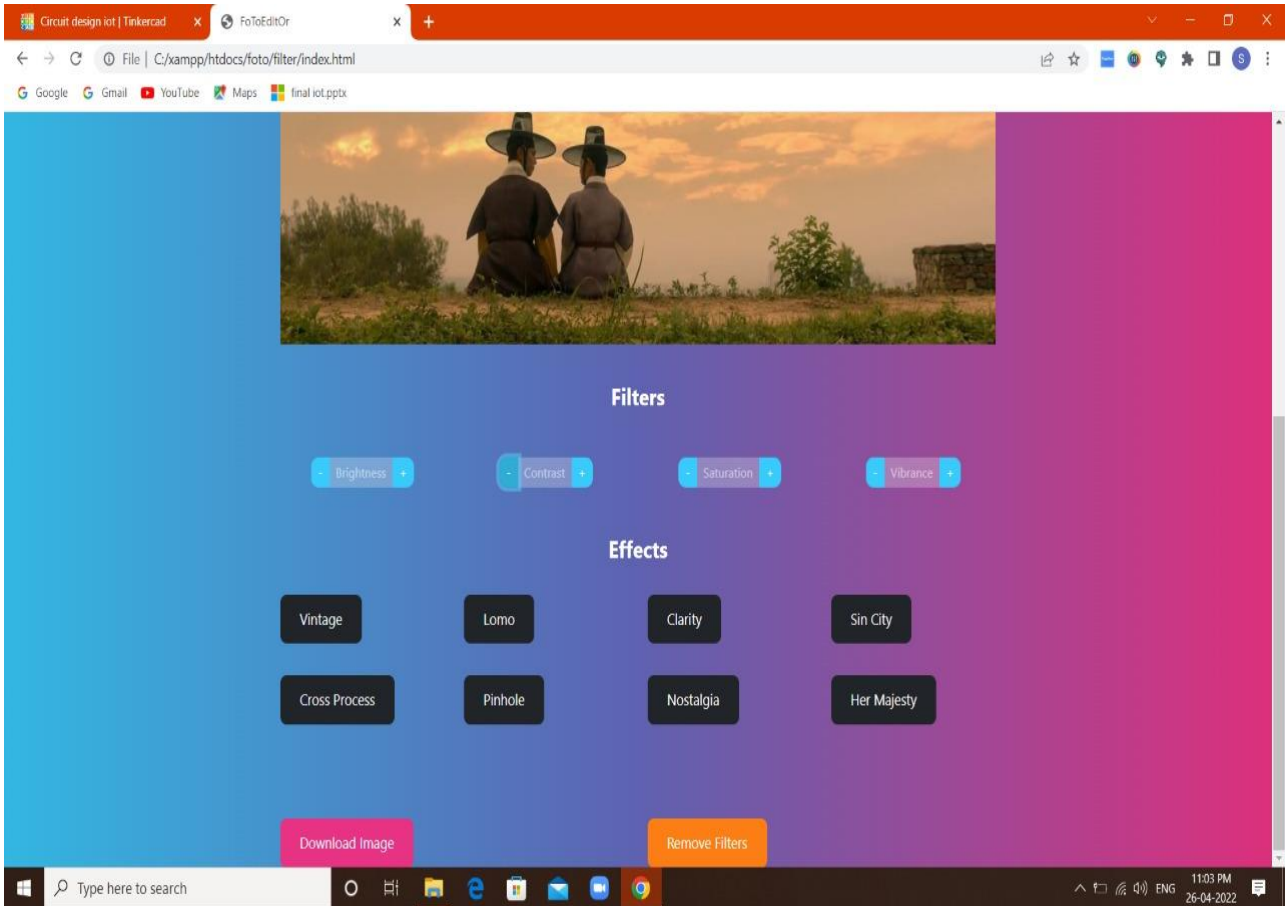 Circuit design iot | Tinkercad
FoToEditOr
File | C:/xampp/htdocs/foto/filter/index.html
S
Google Gmail YouTube Maps final iot.pptx
Filters
- Brightness + - Contrast + - Saturation + - Vibrance +
Effects
Vintage Lomo Clarity Sin City
Cross Process Pinhole Nostalgia Her Majesty
Download Image Remove Filters
Type here to search
ENG
11:03 PM
26-04-2022